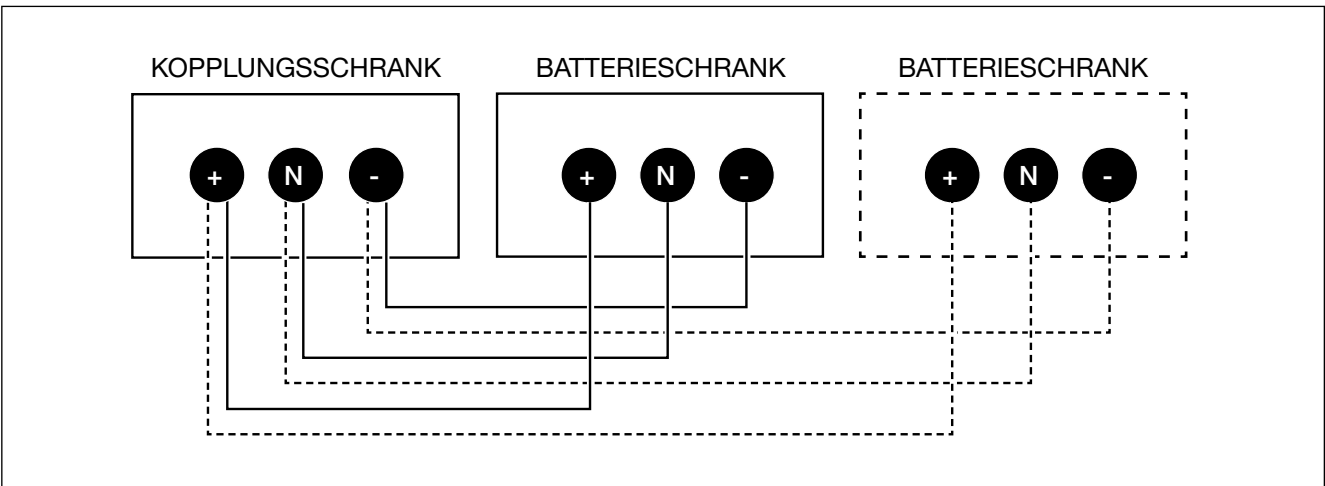 KOPPLUNGSSCHRANK BATTERIESCHRANK BATTERIESCHRANK
+ N - + N - + N -